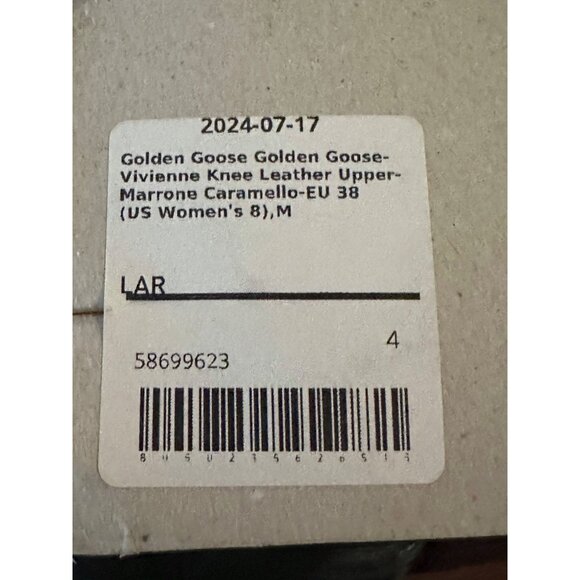 2024-07-17
Golden Goose Golden Goose-
Vivienne Knee Leather Upper-
Marrone Caramello-EU 38
(US Women's 8),M
LAR
4
58699623